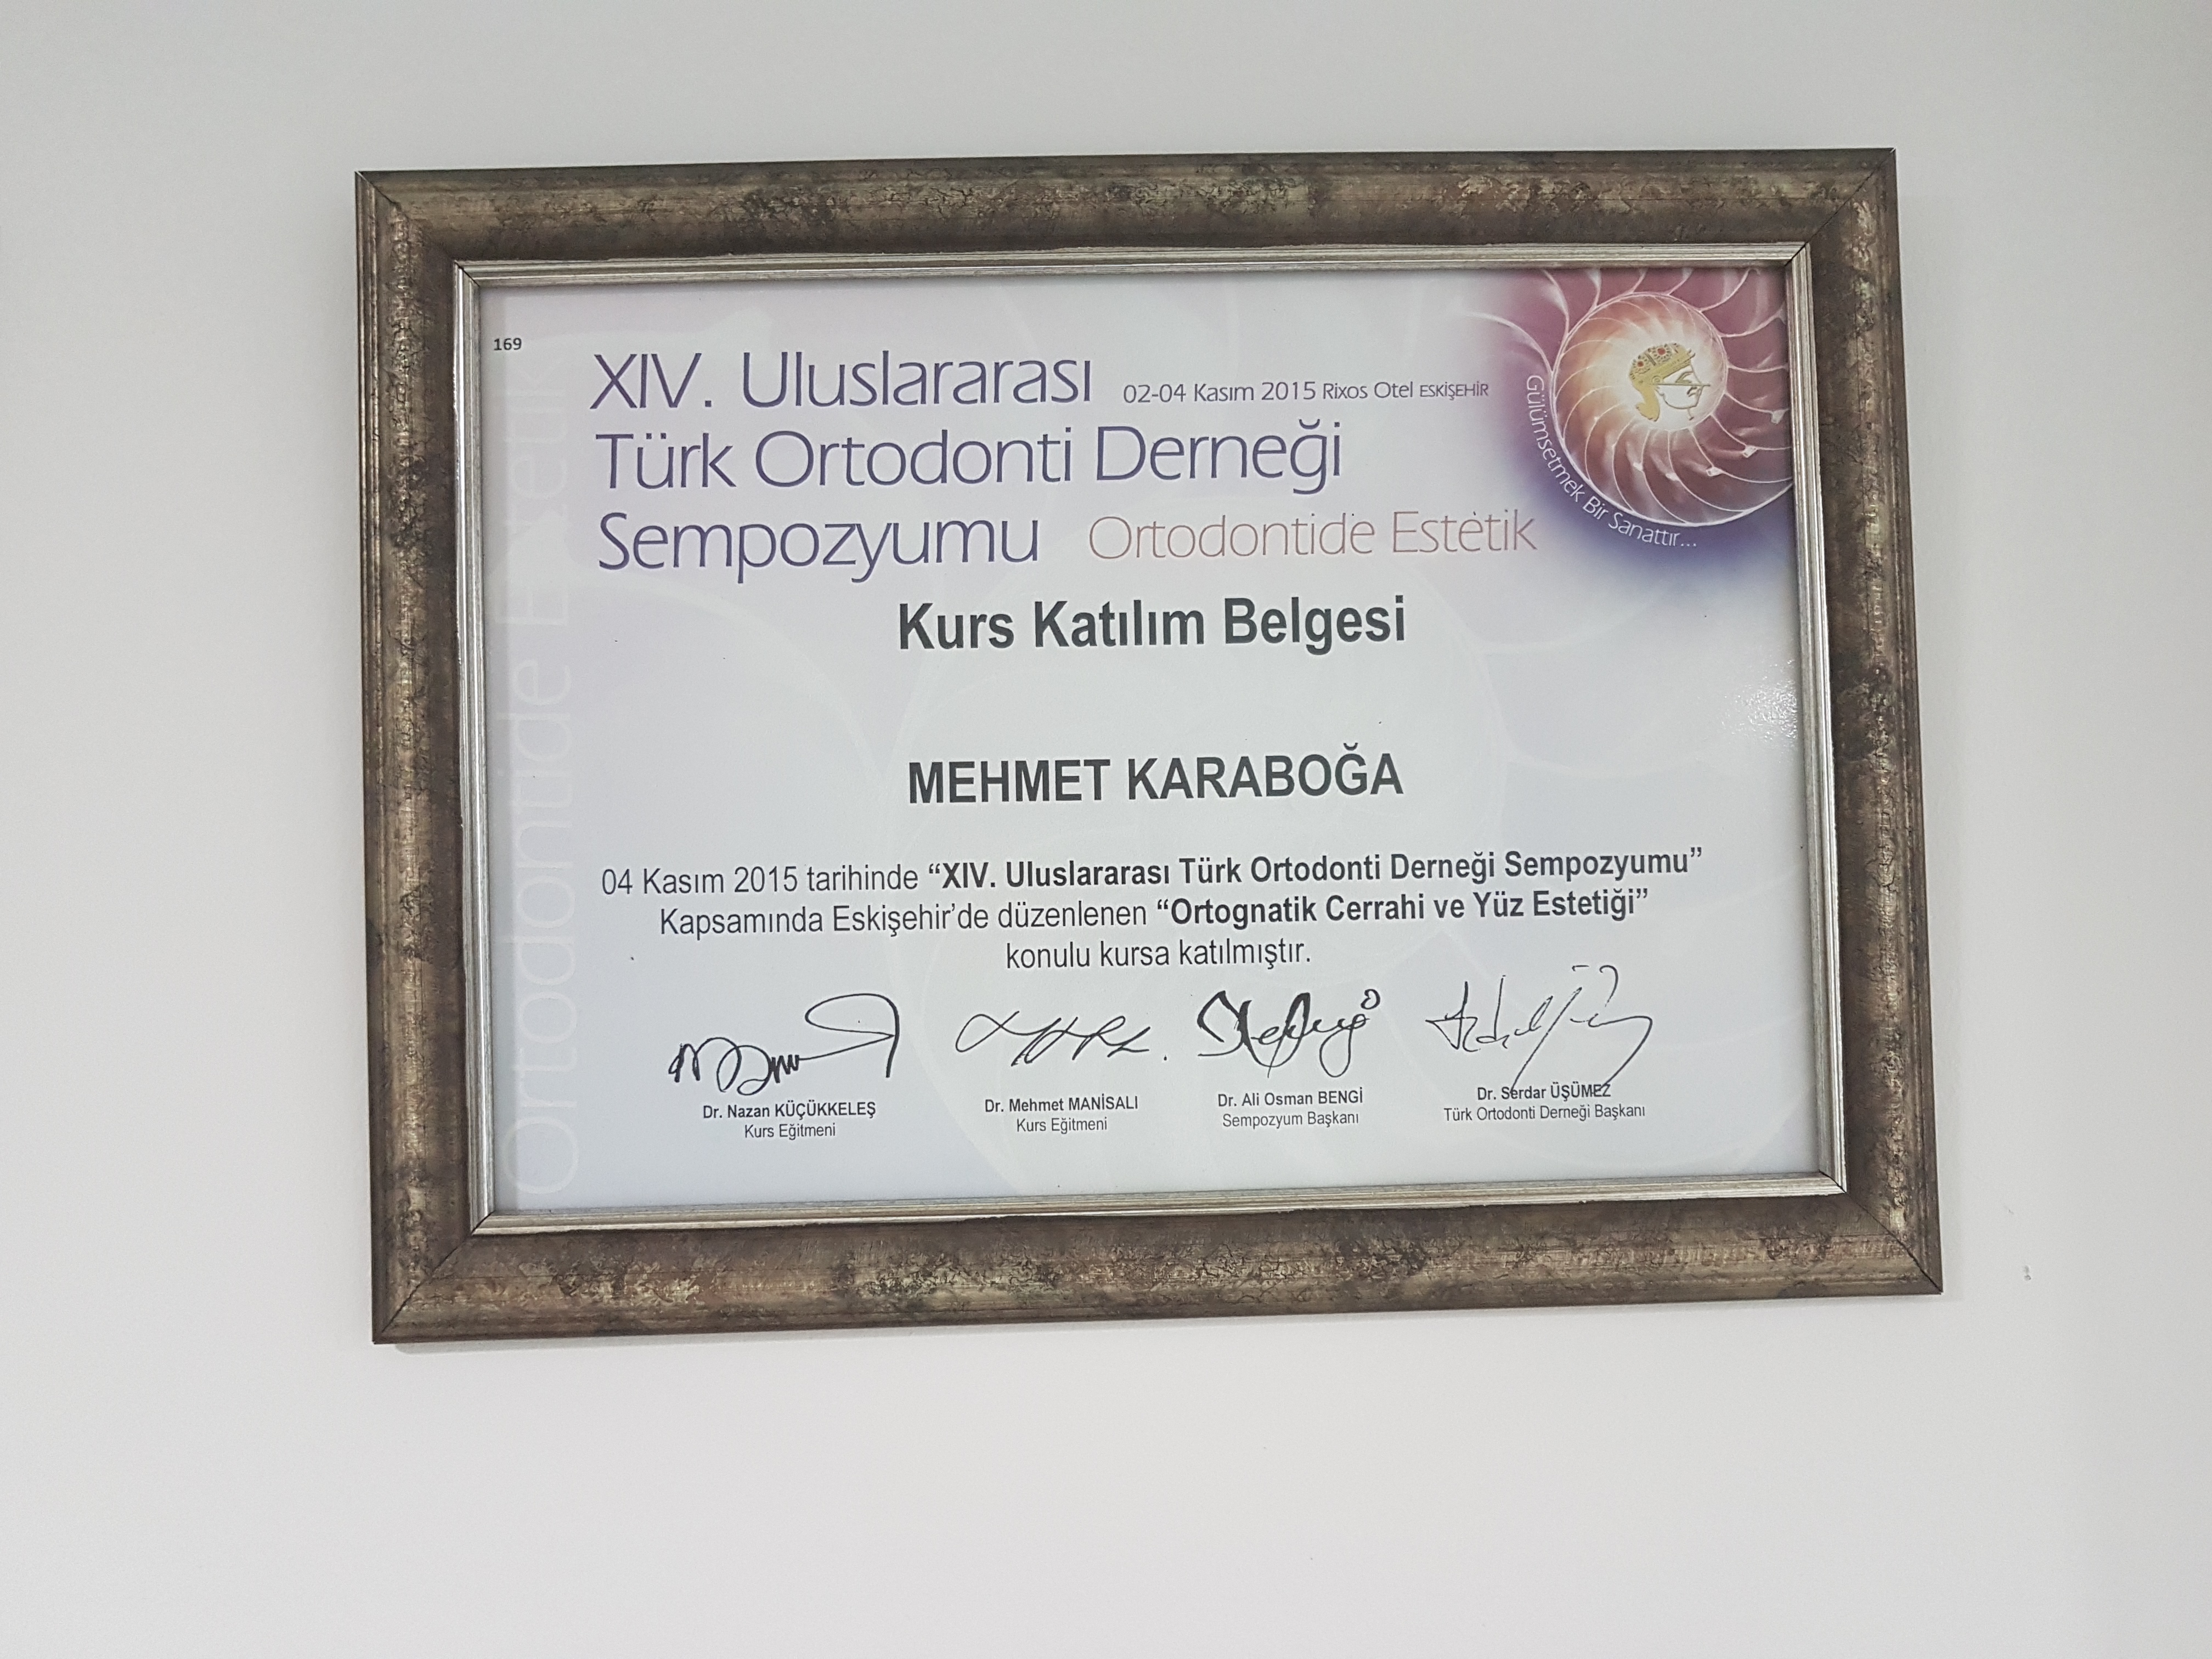 169
XIV. Uluslararası 02-04 Kasım 2015 Rixos Otel ESKİŞEHİR
Türk Ortodonti Derneği
Sempozyumu Ortodontide Estetik
Gülümsetmek Bir Sanattır...
Kurs Katılım Belgesi
MEHMET KARABOĞA
04 Kasım 2015 tarihinde “XIV. Uluslararası Türk Ortodonti Derneği Sempozyumu”
Kapsamında Eskişehir’de düzenlenen “Ortognatik Cerrahi ve Yüz Estetiği”
konulu kursa katılmıştır.
Dr. Nazan KÜÇÜKKELEŞ
Kurs Eğitmeni
Dr. Mehmet MANİSALI
Kurs Eğitmeni
Dr. Ali Osman BENGİ
Sempozyum Başkanı
Dr. Serdar ÜŞÜMEZ
Türk Ortodonti Derneği Başkanı
Ortodontide Estetik